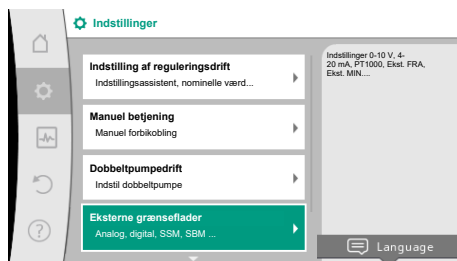 Indstillinger
Indstilling af reguleringsdrift
Indstillingsassistent, nominelle værd...
Manuel betjening
Manuel forbikobling
Dobbeltpumpedrift
Indstil dobbeltpumpe
Eksterne grænseflader
Analog, digital, SSM, SBM ...
Indstillinger 0-10 V, 4-
20 mA, PT1000, Ekst. FRA,
Ekst. MIN....
Language